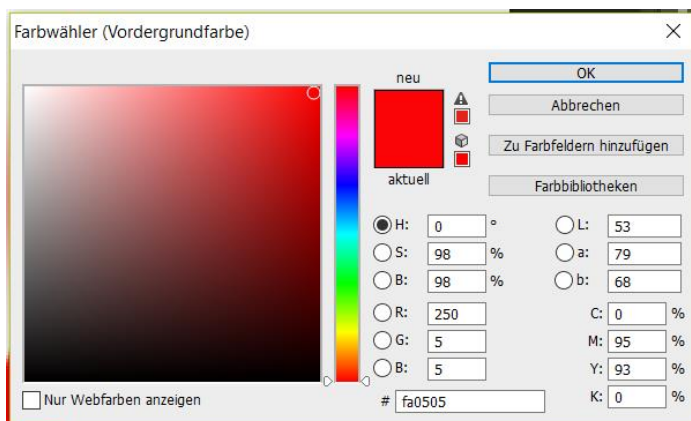 Farbwähler (Vordergrundfarbe)
neu
aktuell
OK
Abbrechen
Zu Farbfeldern hinzufügen
Farbbibliotheken
H: 0 °
S: 98 %
B: 98 %
R: 250
G: 5
B: 5
# fa0505
L: 53
a: 79
b: 68
C: 0 %
M: 95 %
Y: 93 %
K: 0 %
Nur Webfarben anzeigen